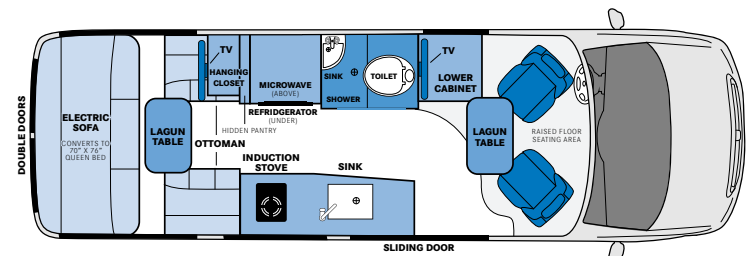 DOUBLE DOORS
ELECTRIC
SOFA
CONVERTS TO
70" X 76"
QUEEN BED
LAGUN
TABLE
TV
HANGING
CLOSET
OTTOMAN
HIDDEN PANTRY
MICROWAVE
(ABOVE)
REFRIDGERATOR
(UNDER)
INDUCTION
STOVE
SINK
SINK
SHOWER
TOILET
TV
LOWER
CABINET
LAGUN
TABLE
RAISED FLOOR
SEATING AREA
SLIDING DOOR